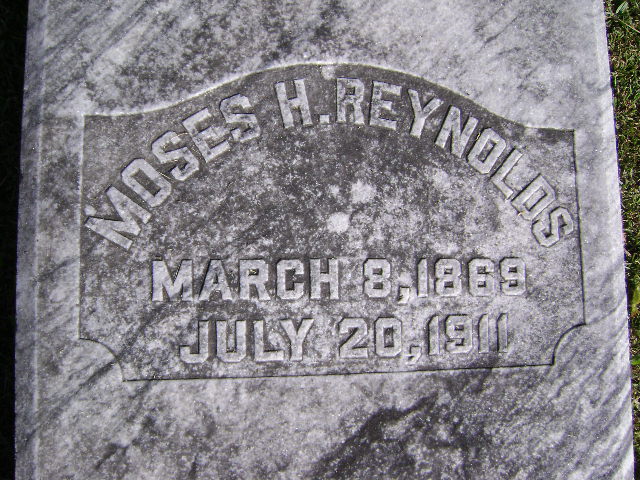 MOSES H. REYNOLDS
MARCH 8, 1869
JULY 20, 1911